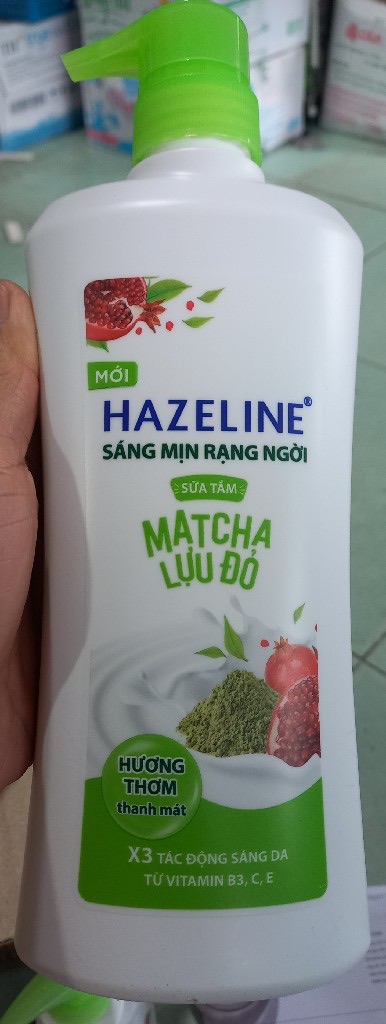 MỚI
HAZELINE®
SÁNG MỊN RẠNG NGỜI
SỮA TẮM
MATCHA
LỰU ĐỎ
HƯƠNG
THƠM
thanh mát
X3 TÁC ĐỘNG SÁNG DA
TỪ VITAMIN B3, C, E